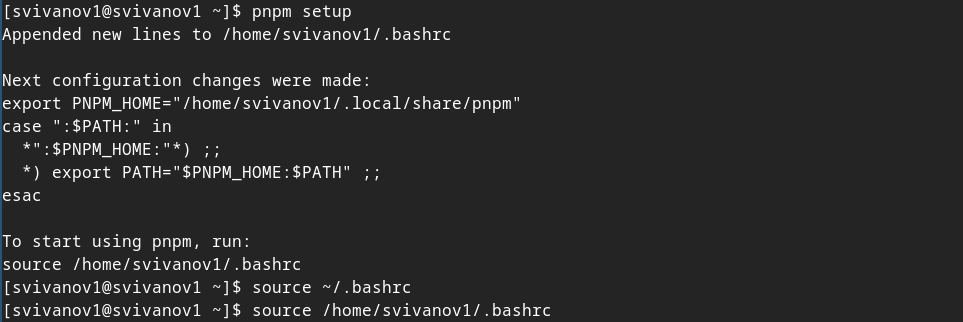 [svivanov1@svivanov1 ~]$ pnpm setup
Appended new lines to /home/svivanov1/.bashrc

Next configuration changes were made:
export PNPM_HOME="/home/svivanov1/.local/share/pnpm"
case ":$PATH:" in
  *":$PNPM_HOME:"*) ;;
  *) export PATH="$PNPM_HOME:$PATH" ;;
esac

To start using pnpm, run:
source /home/svivanov1/.bashrc
[svivanov1@svivanov1 ~]$ source ~/.bashrc
[svivanov1@svivanov1 ~]$ source /home/svivanov1/.bashrc